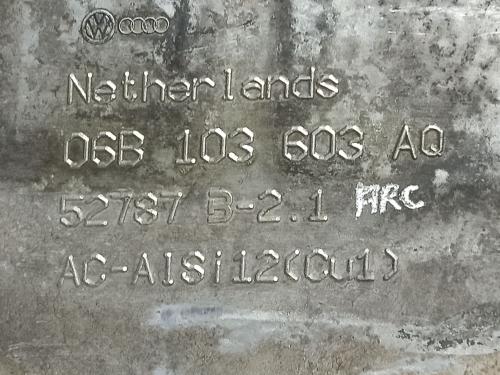 Netherlands
06B 103 603 AQ
52787 B-2.1 ARC
AC-AlSi12(Cu1)